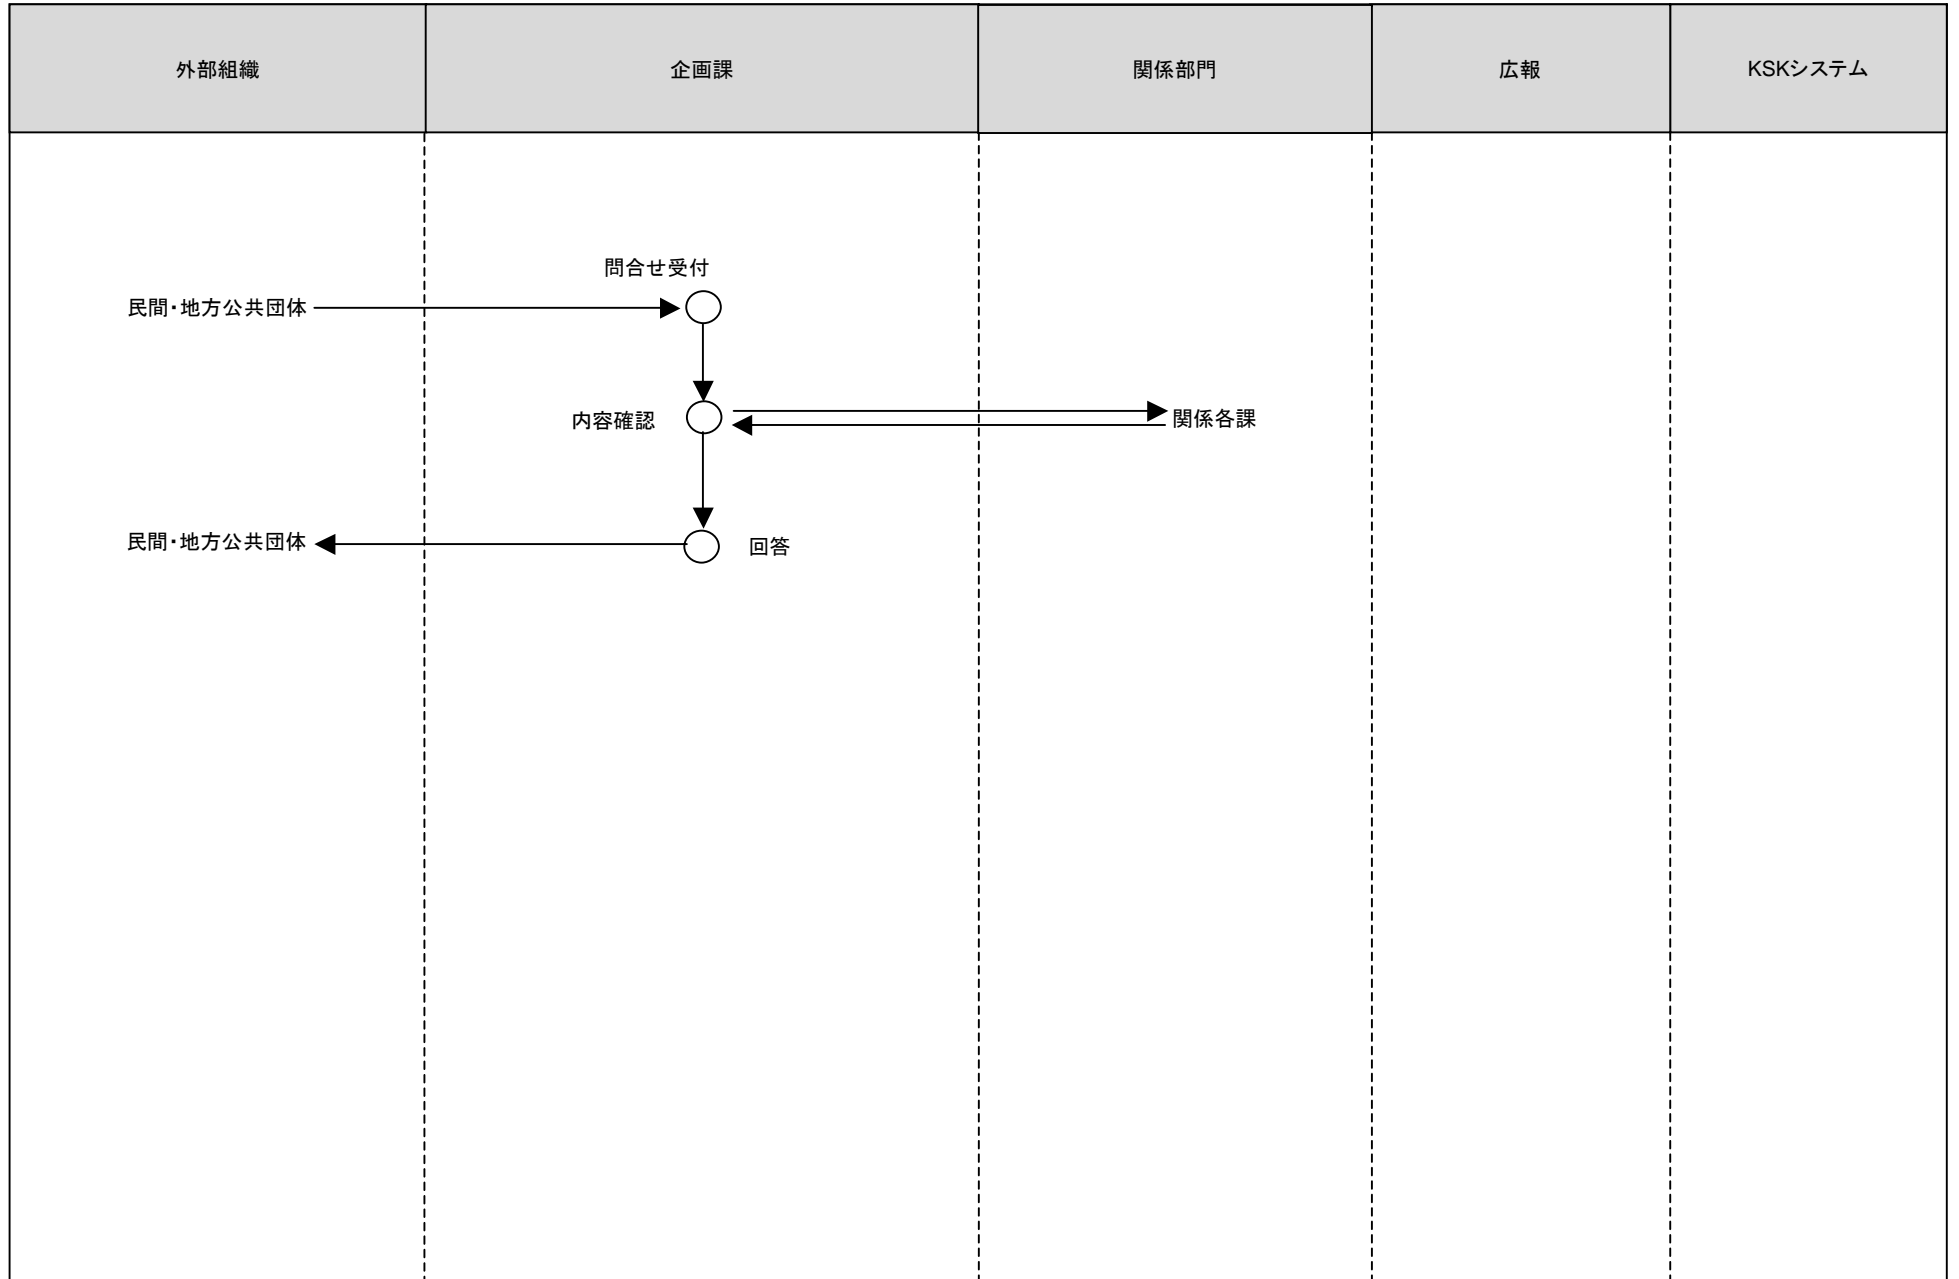 外部組織
企画課
関係部門
広報
KSKシステム
問合せ受付
民間・地方公共団体
内容確認
関係各課
民間・地方公共団体
回答